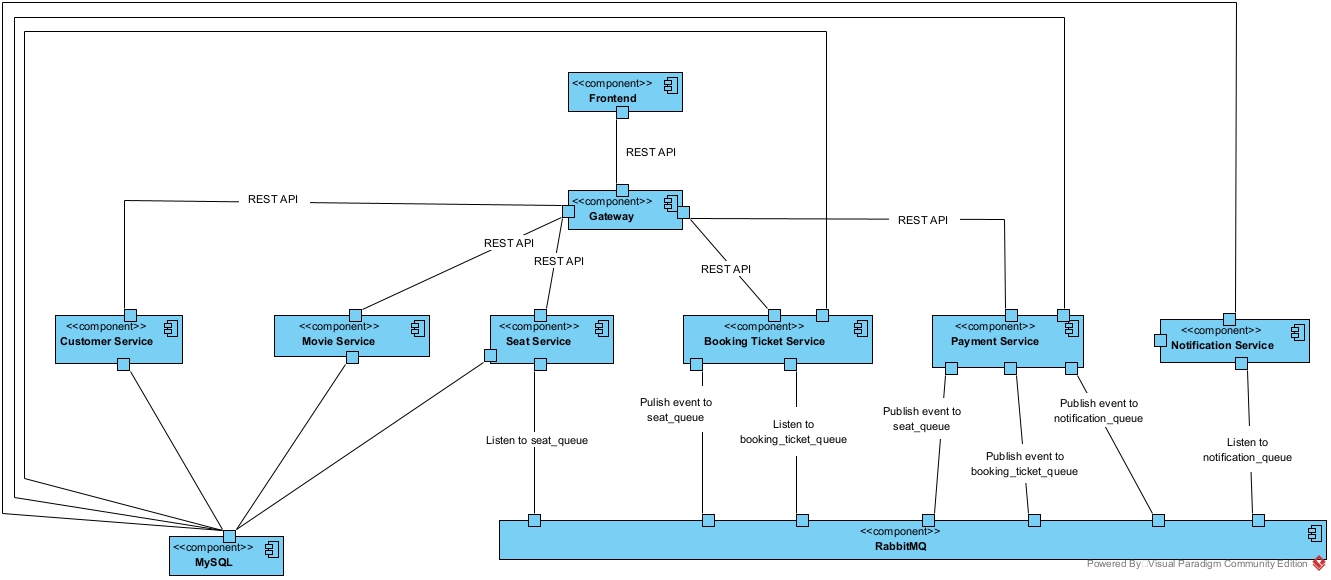 <<component>>
Frontend
REST API
<<component>>
Gateway
REST API
REST API
REST API
REST API
REST API
<<component>>
Customer Service
<<component>>
Movie Service
<<component>>
Seat Service
<<component>>
Booking Ticket Service
<<component>>
Payment Service
<<component>>
Notification Service
Listen to seat_queue
Pulish event to
seat_queue
Listen to
booking_ticket_queue
Publish event to
seat_queue
Publish event to
booking_ticket_queue
Publish event to
notification_queue
Listen to
notification_queue
<<component>>
MySQL
<<component>>
RabbitMQ
Powered By Visual Paradigm Community Edition